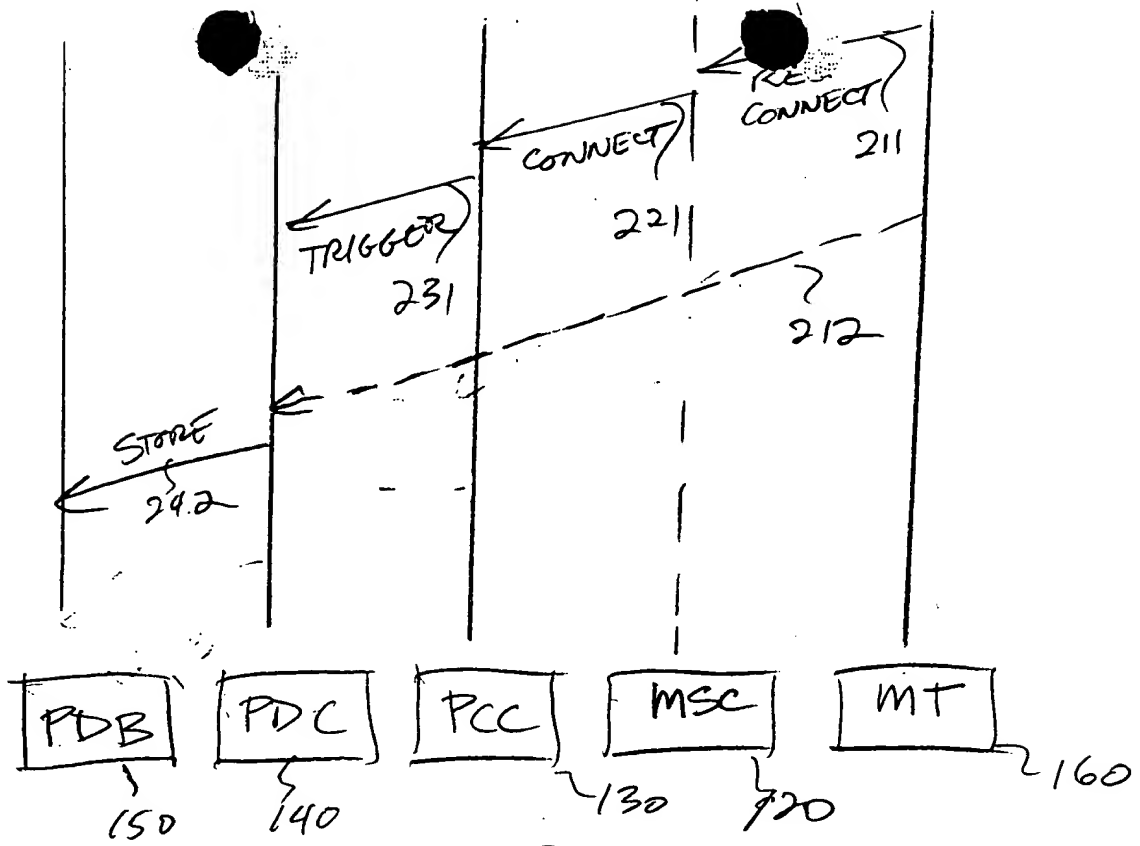 CONNECT
211
CONNECT
221
TRIGGER
231
212
STORE
242
PDB
PDC
PCC
MSC
MT
150
140
130
120
160